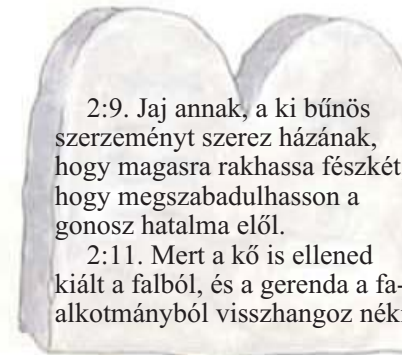 2:9. Jaj annak, a ki bűnös
szerzeményt szerez házának,
hogy magasra rakhassa fészkét
hogy megszabadulhasson a
gonosz hatalma elől.
2:11. Mert a kő is ellened
kiált a falból, és a gerenda a fa-
alkotmányból visszhangoz néki